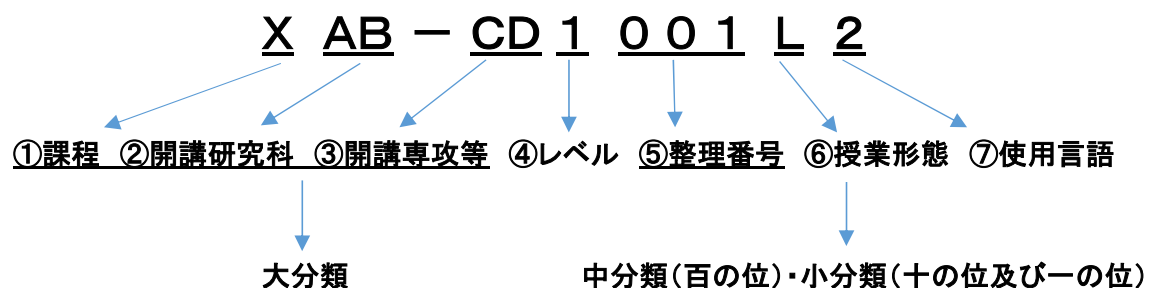 X AB － CD 1 001 L 2
①課程 ②開講研究科 ③開講専攻等 ④レベル ⑤整理番号 ⑥授業形態 ⑦使用言語
大分類 中分類（百の位）・小分類（十の位及び一の位）